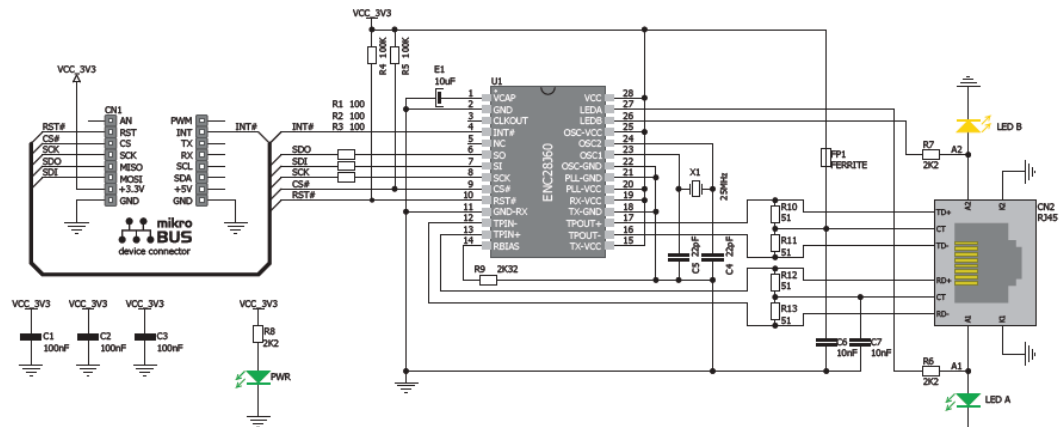 VCC_3V3
VCC_3V3
R4 100K
R5 100K
E1
10uF
U1
CN1
AN
RST
CS
SCK
MISO
MOSI
+3.3V
GND
PWM
INT
TX
RX
SCL
SDA
+5V
GND
RST#
CS#
SCK
SDO
SDI
INT#
mikro
BUS
device connector
R1 100
R2 100
R3 100
INT#
SDO
SDI
SCK
CS#
RST#
1 VCAP
2 GND
3 CLKOUT
4 INT#
5 NC
6 SO
7 SI
8 SCK
9 CS#
10 RST#
11 GND-RX
12 TPIN-
13 TPIN+
14 RBIAS
ENC28J60
VCC 28
LEDA 27
LEDB 26
OSC-VCC 25
OSC2 24
OSC1 23
OSC-GND 22
PLL-GND 21
PLL-VCC 20
RX-VCC 19
TX-GND 18
TPOUT+ 17
TPOUT- 16
TX-VCC 15
R9 2K32
X1
25MHz
C5 22pF
C4 22pF
FP1
FERRITE
R10
51
R11
51
R12
51
R13
51
C6
10nF
C7
10nF
LED B
R7
2K2
A2
A2
K2
CN2
RJ45
TD+
CT
TD-
RD+
CT
RD-
A1
K1
R6
2K2
A1
LED A
VCC_3V3
C1
100nF
VCC_3V3
C2
100nF
VCC_3V3
C3
100nF
VCC_3V3
R8
2K2
PWR